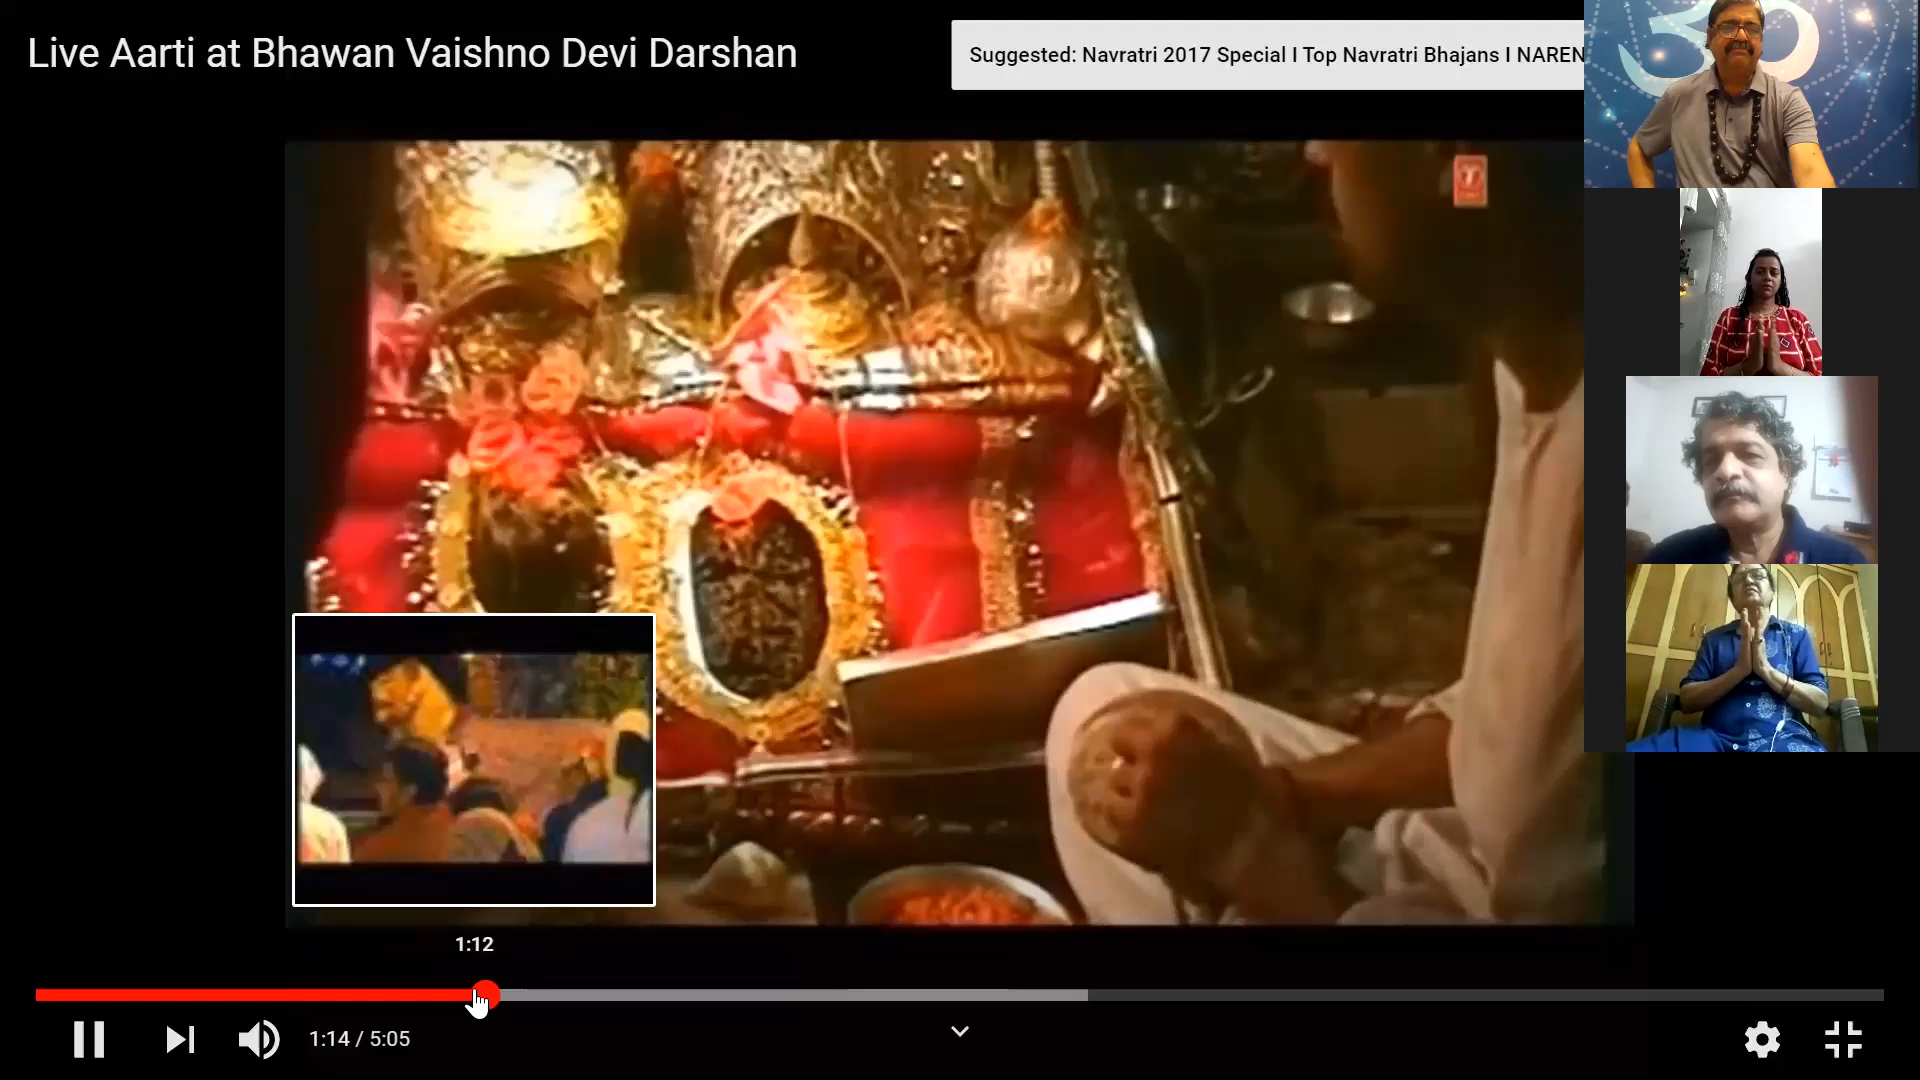 Live Aarti at Bhawan Vaishno Devi Darshan
Suggested: Navratri 2017 Special I Top Navratri Bhajans I NAREN
1:12
1:14 / 5:05